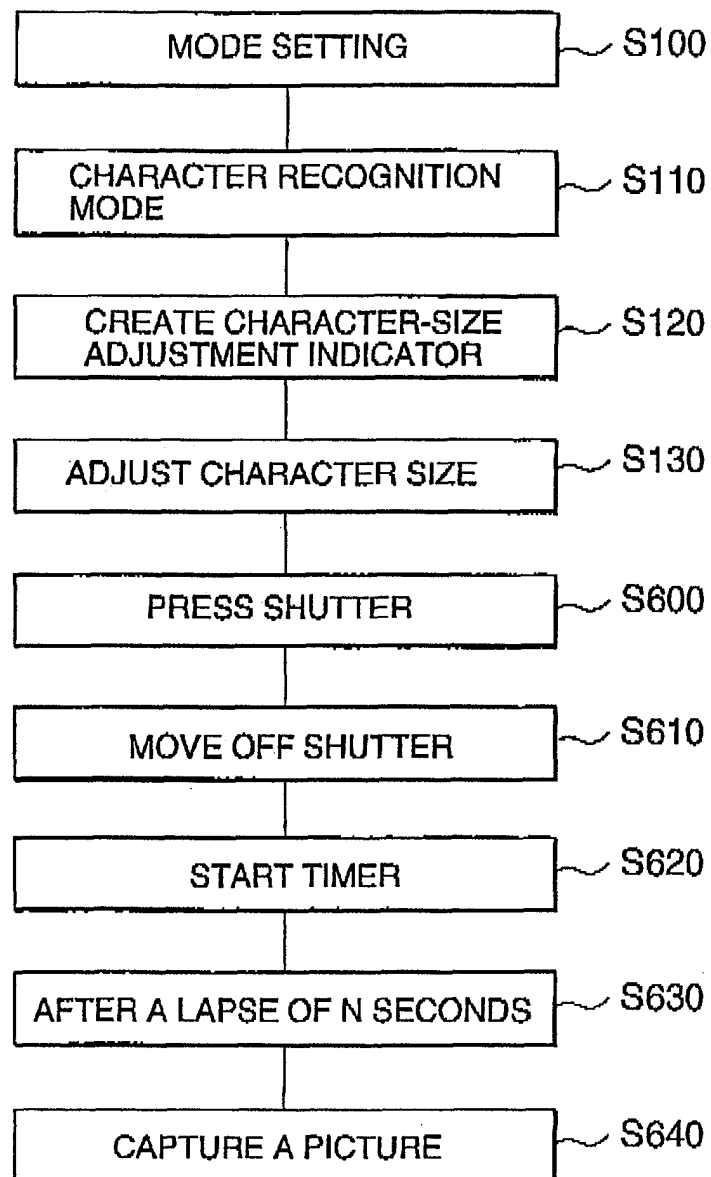 MODE SETTING S100
CHARACTER RECOGNITION S110
MODE
CREATE CHARACTER-SIZE S120
ADJUSTMENT INDICATOR
ADJUST CHARACTER SIZE S130
PRESS SHUTTER S600
MOVE OFF SHUTTER S610
START TIMER S620
AFTER A LAPSE OF N SECONDS S630
CAPTURE A PICTURE S640